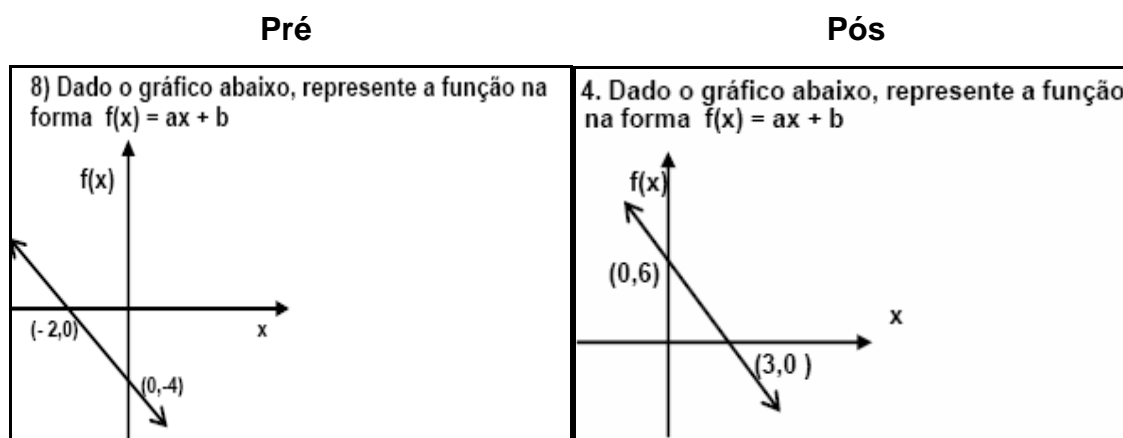 Pré
Pós
8) Dado o gráfico abaixo, represente a função na
forma f(x) = ax + b
f(x)
(- 2,0)
x
(0,-4)
4. Dado o gráfico abaixo, represente a função
na forma f(x) = ax + b
f(x)
(0,6)
x
(3,0 )